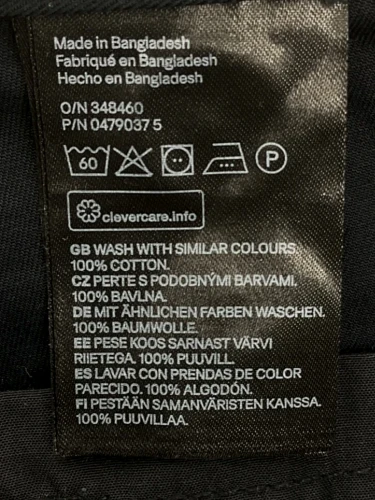 Made in Bangladesh
Fabriqué en Bangladesh
Hecho en Bangladesh
O/N 348460
P/N 0479037 5
60 P
clevercare.info
GB WASH WITH SIMILAR COLOURS.
100% COTTON.
CZ PERTE S PODOBNÝMI BARVAMI.
100% BAVLNA.
DE MIT ÄHNLICHEN FARBEN WASCHEN.
100% BAUMWOLLE.
EE PESE KOOS SARNAST VÄRVI
RIIETEGA. 100% PUUVILL.
ES LAVAR CON PRENDAS DE COLOR
PARECIDO. 100% ALGODÓN.
FI PESTÄÄN SAMANVÄRISTEN KANSSA.
100% PUUVILLAA.